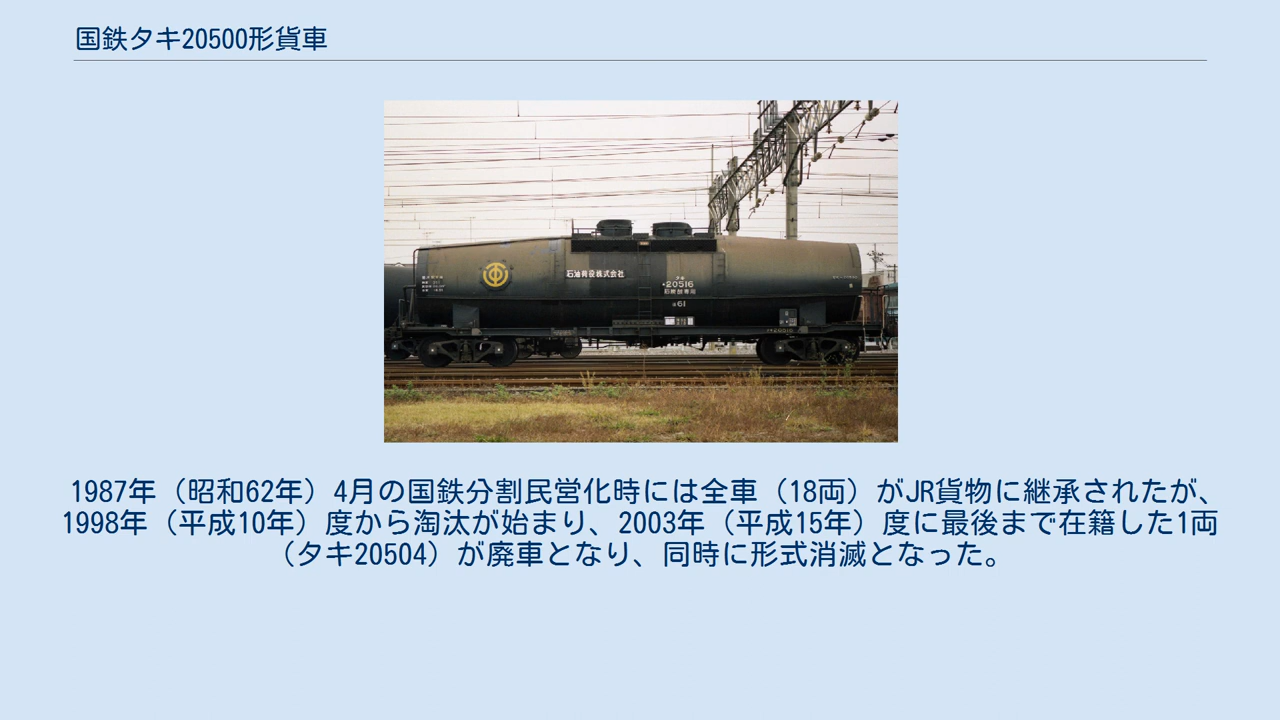 国鉄タキ20500形貨車
石油荷役株式会社
タキ
20516
61
1987年（昭和62年）4月の国鉄分割民営化時には全車（18両）がJR貨物に継承されたが、
1998年（平成10年）度から淘汰が始まり、2003年（平成15年）度に最後まで在籍した1両
（タキ20504）が廃車となり、同時に形式消滅となった。